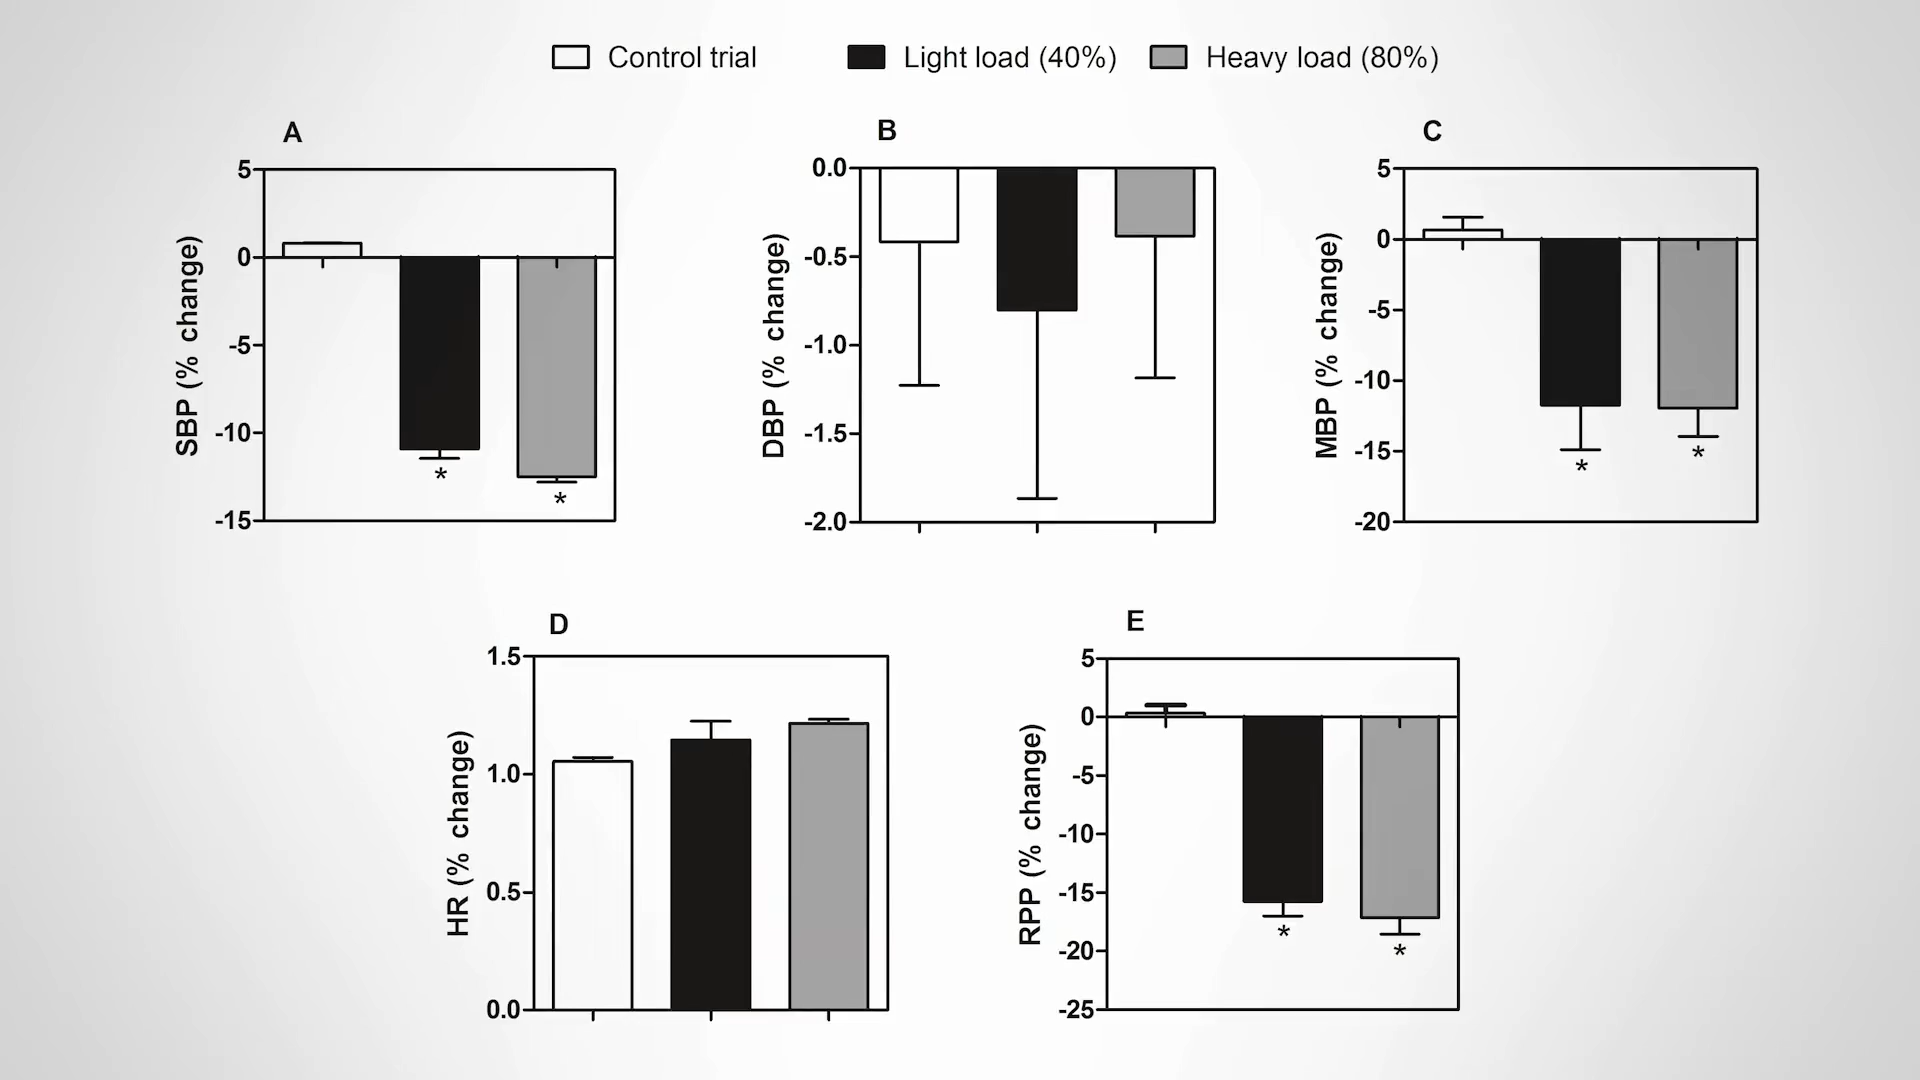 Control trial
Light load (40%)
Heavy load (80%)
A
5
0
-5
-10
-15
SBP (% change)
*
*
B
0.0
-0.5
-1.0
-1.5
-2.0
DBP (% change)
C
5
0
-5
-10
-15
-20
MBP (% change)
*
*
D
1.5
1.0
0.5
0.0
HR (% change)
E
5
0
-5
-10
-15
-20
-25
RPP (% change)
*
*